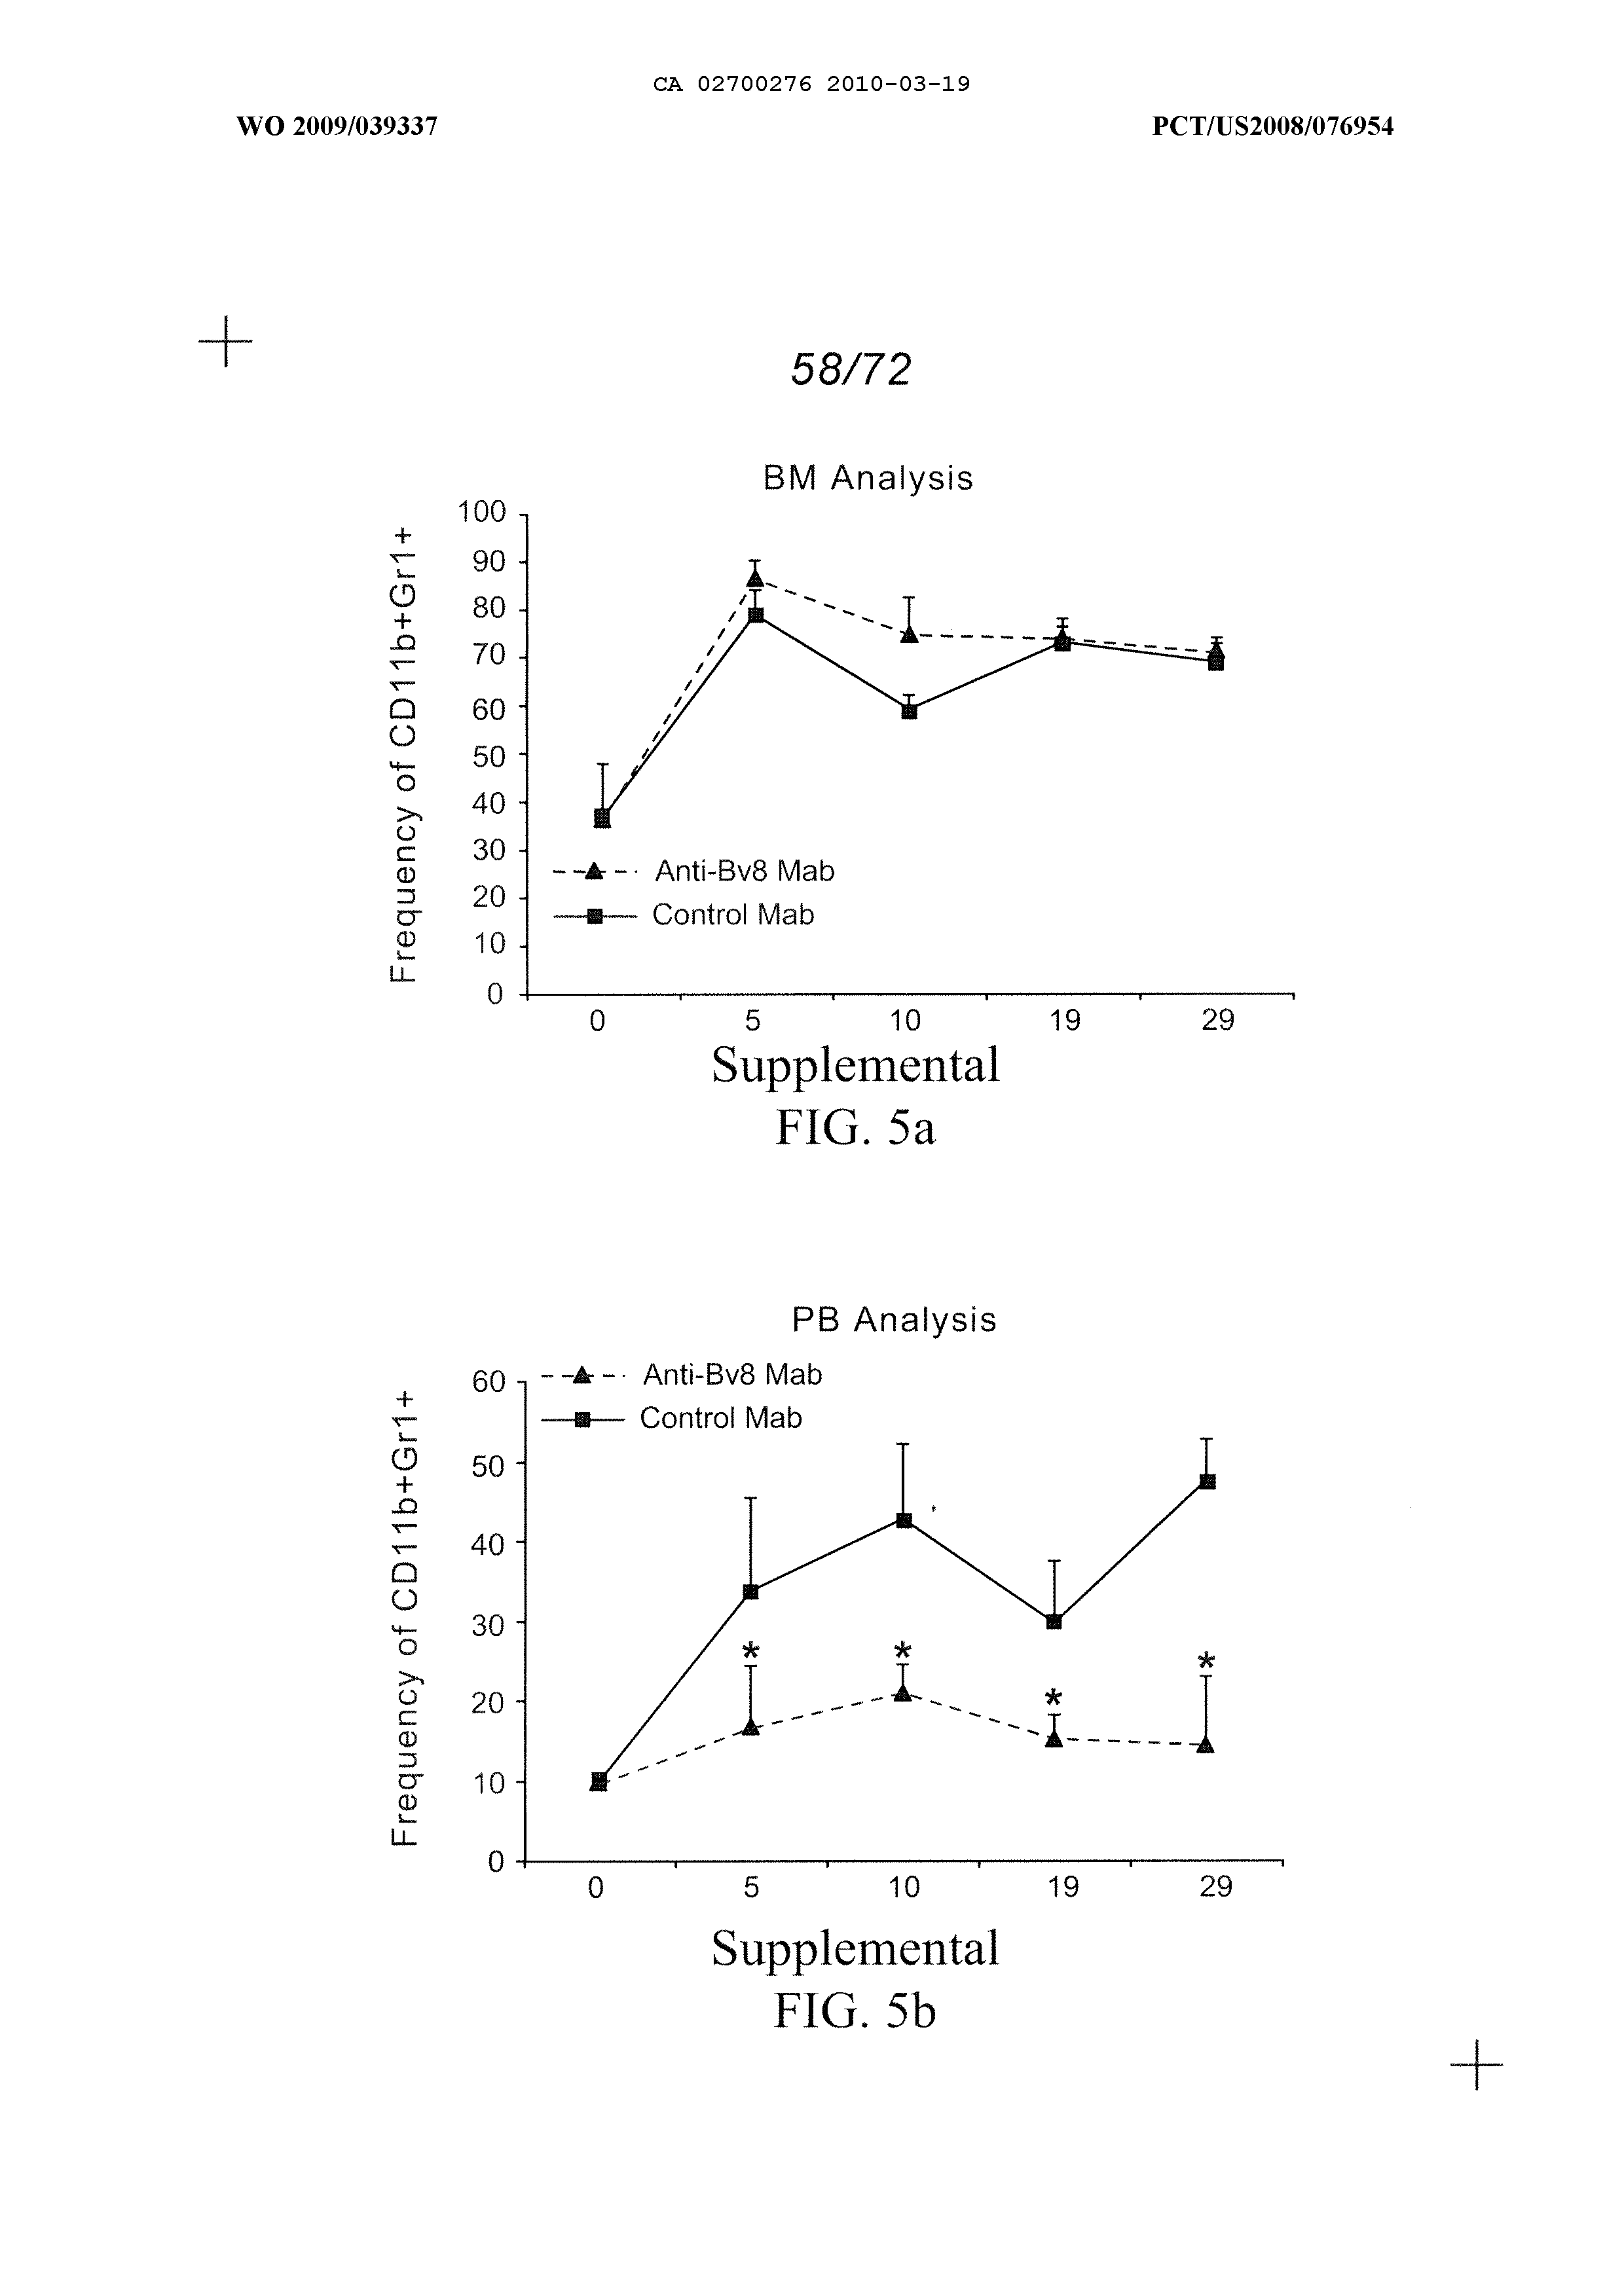 CA 02700276 2010-03-19
WO 2009/039337
PCT/US2008/076954
58/72
BM Analysis
Frequency of CD11b+Gr1+
100
90
80
70
60
50
40
30
20
10
0
Anti-Bv8 Mab
Control Mab
0 5 10 19 29
Supplemental
FIG. 5a
PB Analysis
Frequency of CD11b+Gr1+
60
50
40
30
20
10
0
Anti-Bv8 Mab
Control Mab
* * * *
0 5 10 19 29
Supplemental
FIG. 5b